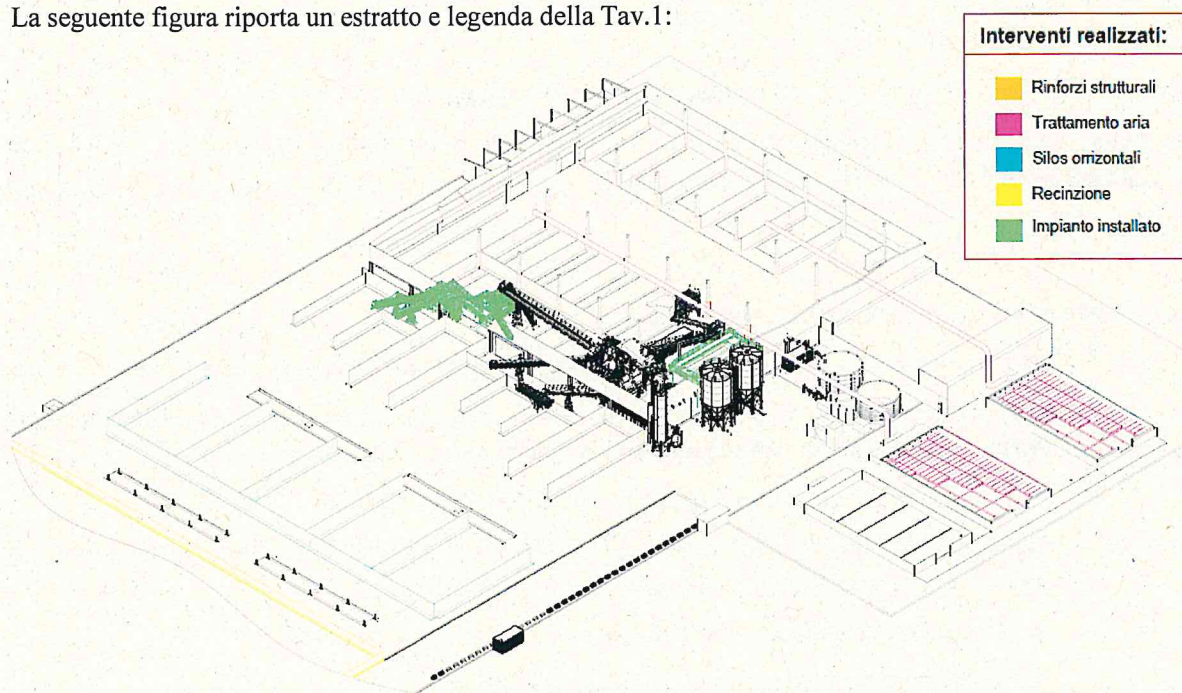 La seguente figura riporta un estratto e legenda della Tav.1:
Interventi realizzati:
Rinforzi strutturali
Trattamento aria
Silos orrizontali
Recinzione
Impianto installato